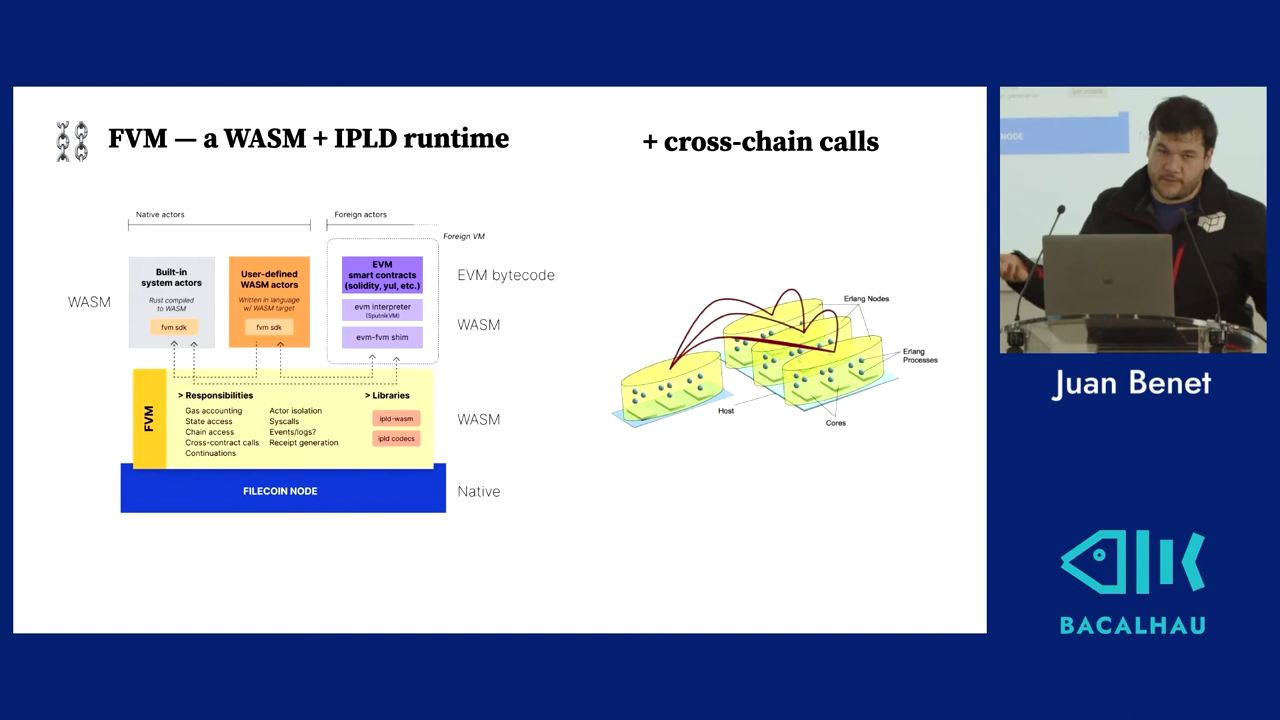 FVM — a WASM + IPLD runtime
+ cross-chain calls
Native actors
Foreign actors
Foreign VM
WASM
Built-in
system actors
Rust compiled
to WASM
fvm sdk
User-defined
WASM actors
Written in language
w/ WASM target
fvm sdk
EVM
smart contracts
(solidity, yul, etc.)
evm interpreter
(SputnikVM)
evm-fvm shim
EVM bytecode
WASM
FVM
> Responsibilities
Gas accounting
State access
Chain access
Cross-contract calls
Continuations
Actor isolation
Syscalls
Events/logs?
Receipt generation
> Libraries
ipld-wasm
ipld codecs
WASM
FILECOIN NODE
Native
Erlang Nodes
Erlang
Processes
Host
Cores
NODE
Juan Benet
BACALHAU